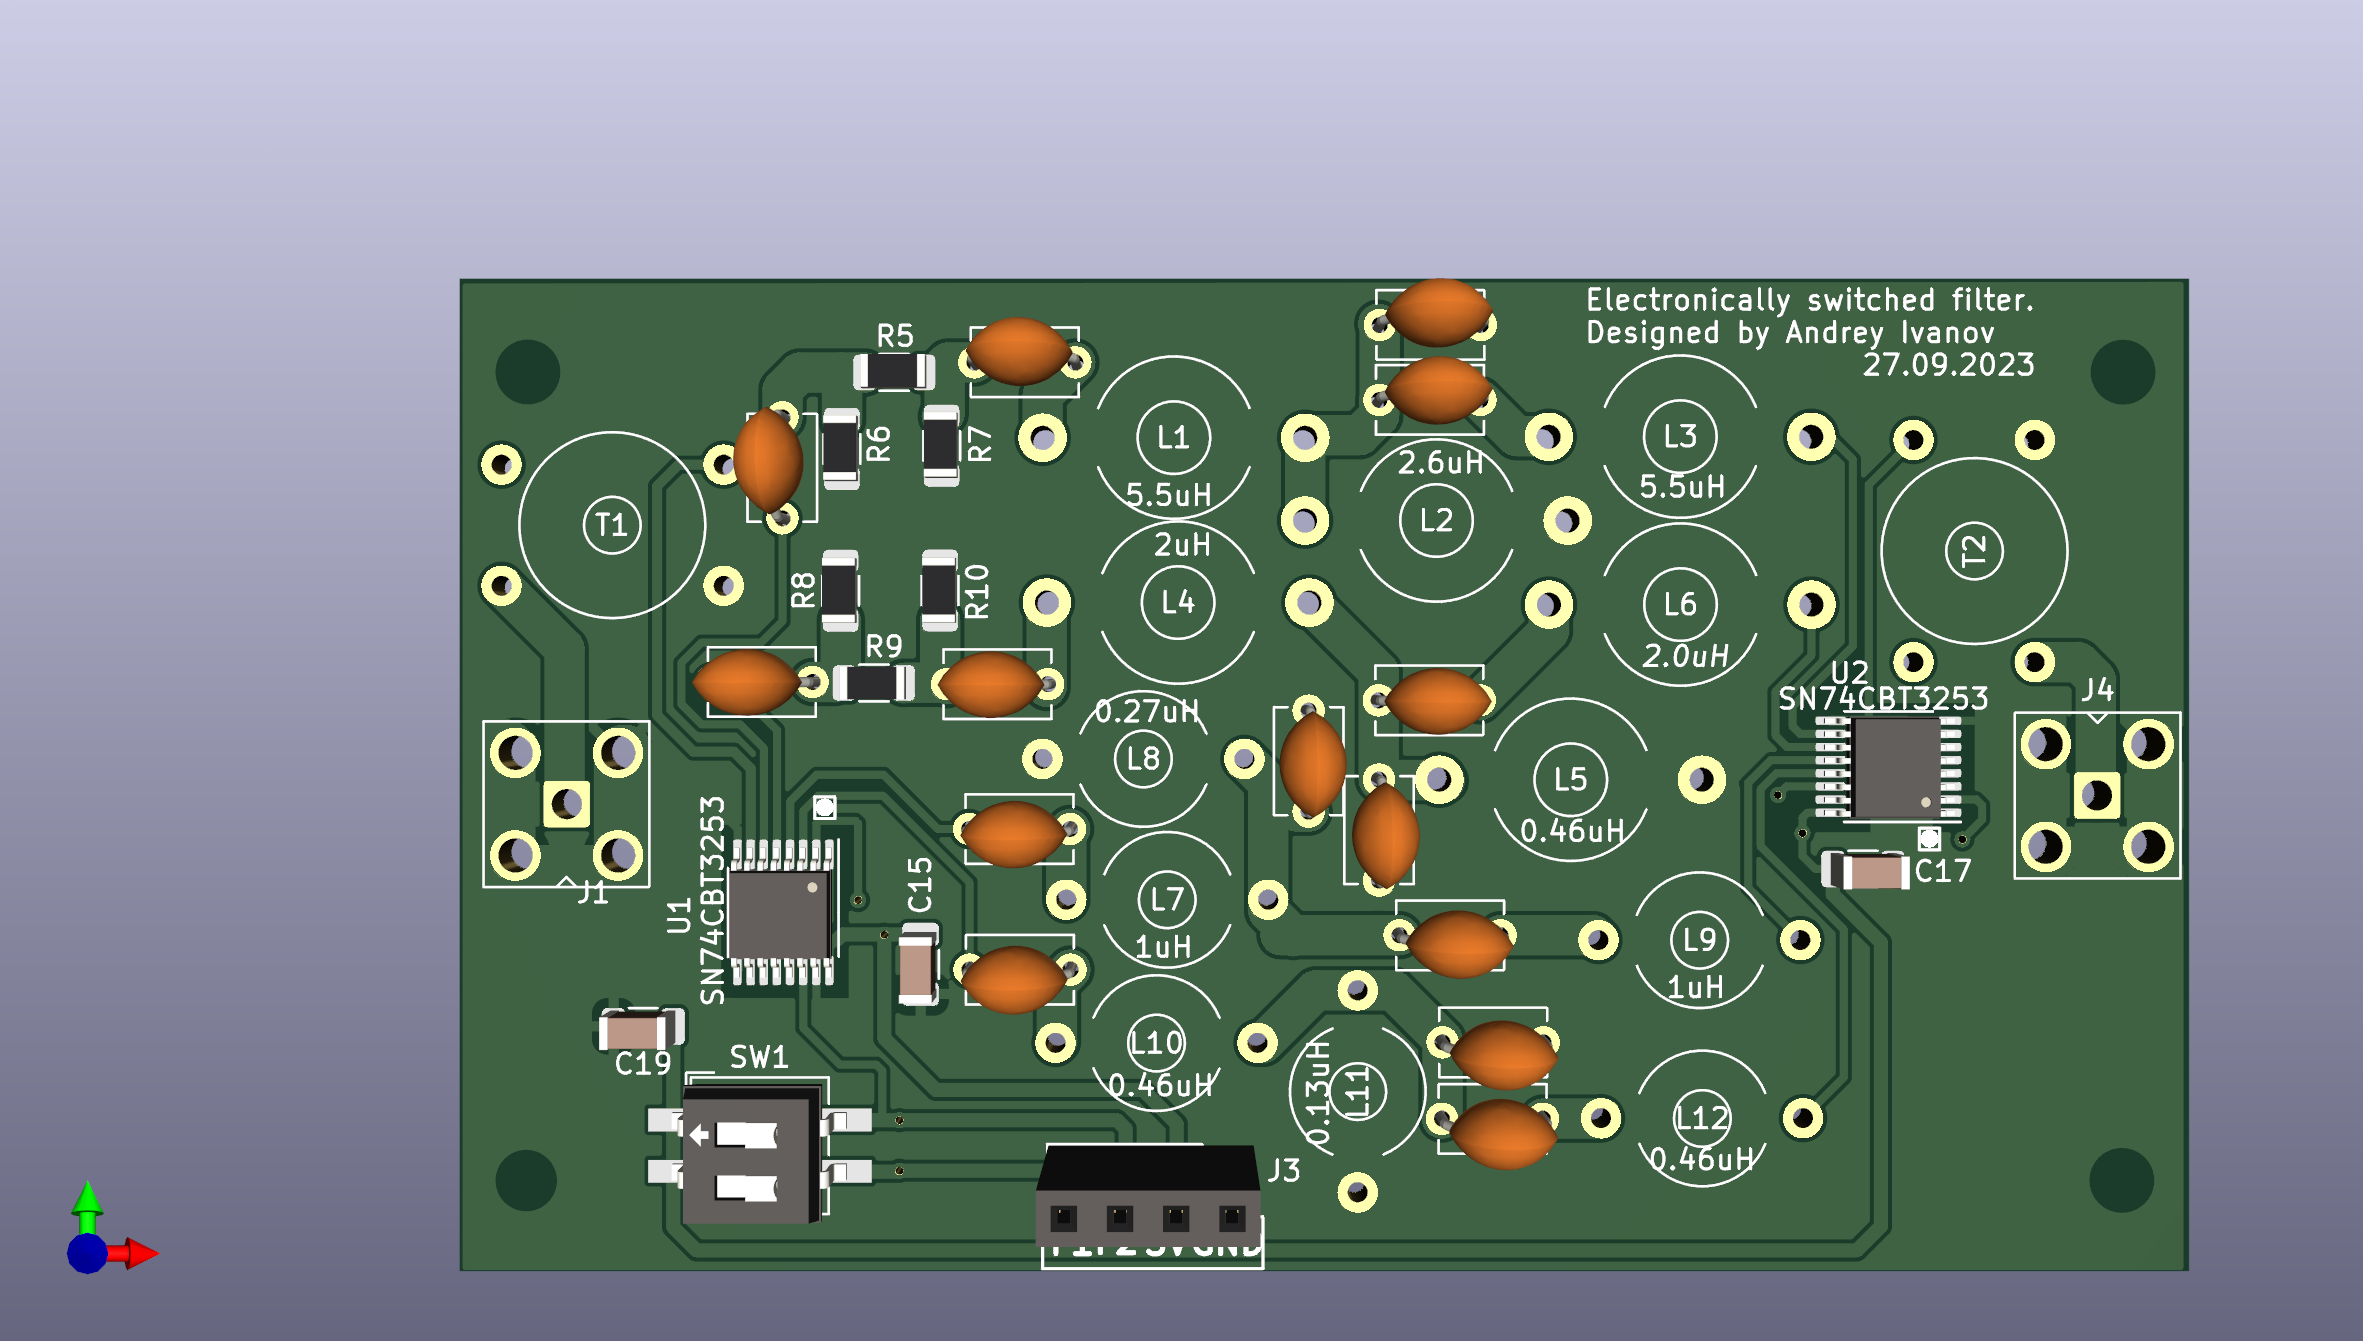 Electronically switched filter.
Designed by Andrey Ivanov
27.09.2023
R5
R6
R7
L1
5.5uH
2.6uH
L2
L3
5.5uH
T1
T2
2uH
L4
L6
2.0uH
R8
R10
R9
U2
SN74CBT3253
J4
0.27uH
L8
L5
0.46uH
J1
U1
SN74CBT3253
C15
L7
1uH
C17
L9
1uH
C19
SW1
L10
0.46uH
0.13uH
L11
L12
0.46uH
J3
GND